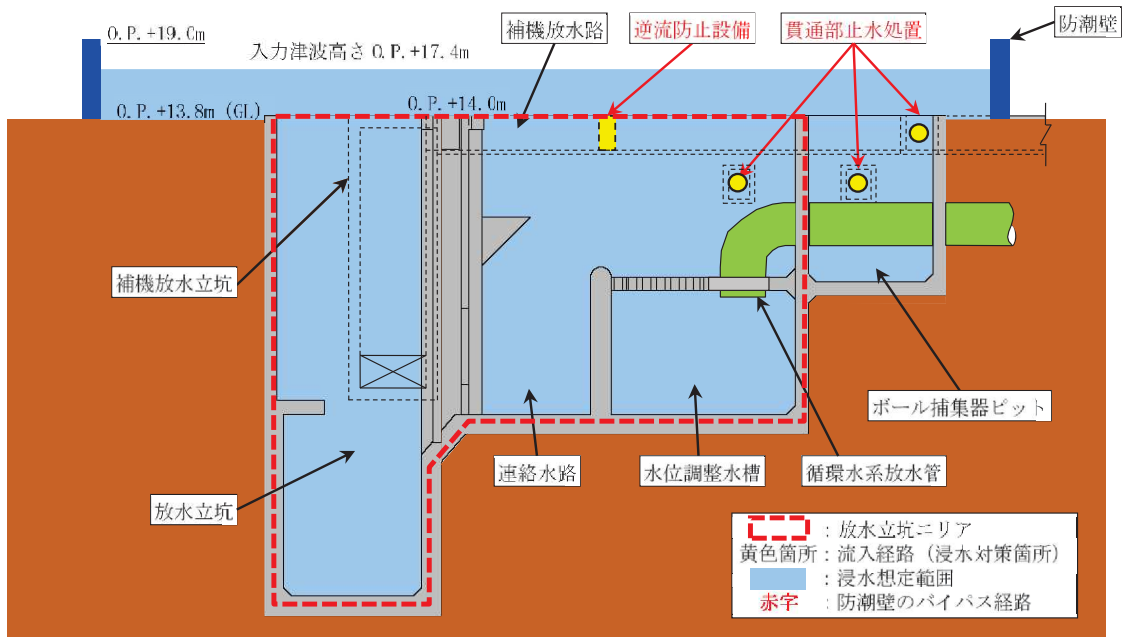 O.P.+19.0m
補機放水路
逆流防止設備
貫通部止水処置
防潮壁
入力津波高さ O.P.+17.4m
O.P.+13.8m (GL)
O.P.+14.0m
補機放水立坑
ボール捕集器ピット
放水立坑
連絡水路
水位調整水槽
循環水系放水管
：放水立坑エリア
黄色箇所：流入経路（浸水対策箇所）
：浸水想定範囲
赤字：防潮壁のバイパス経路